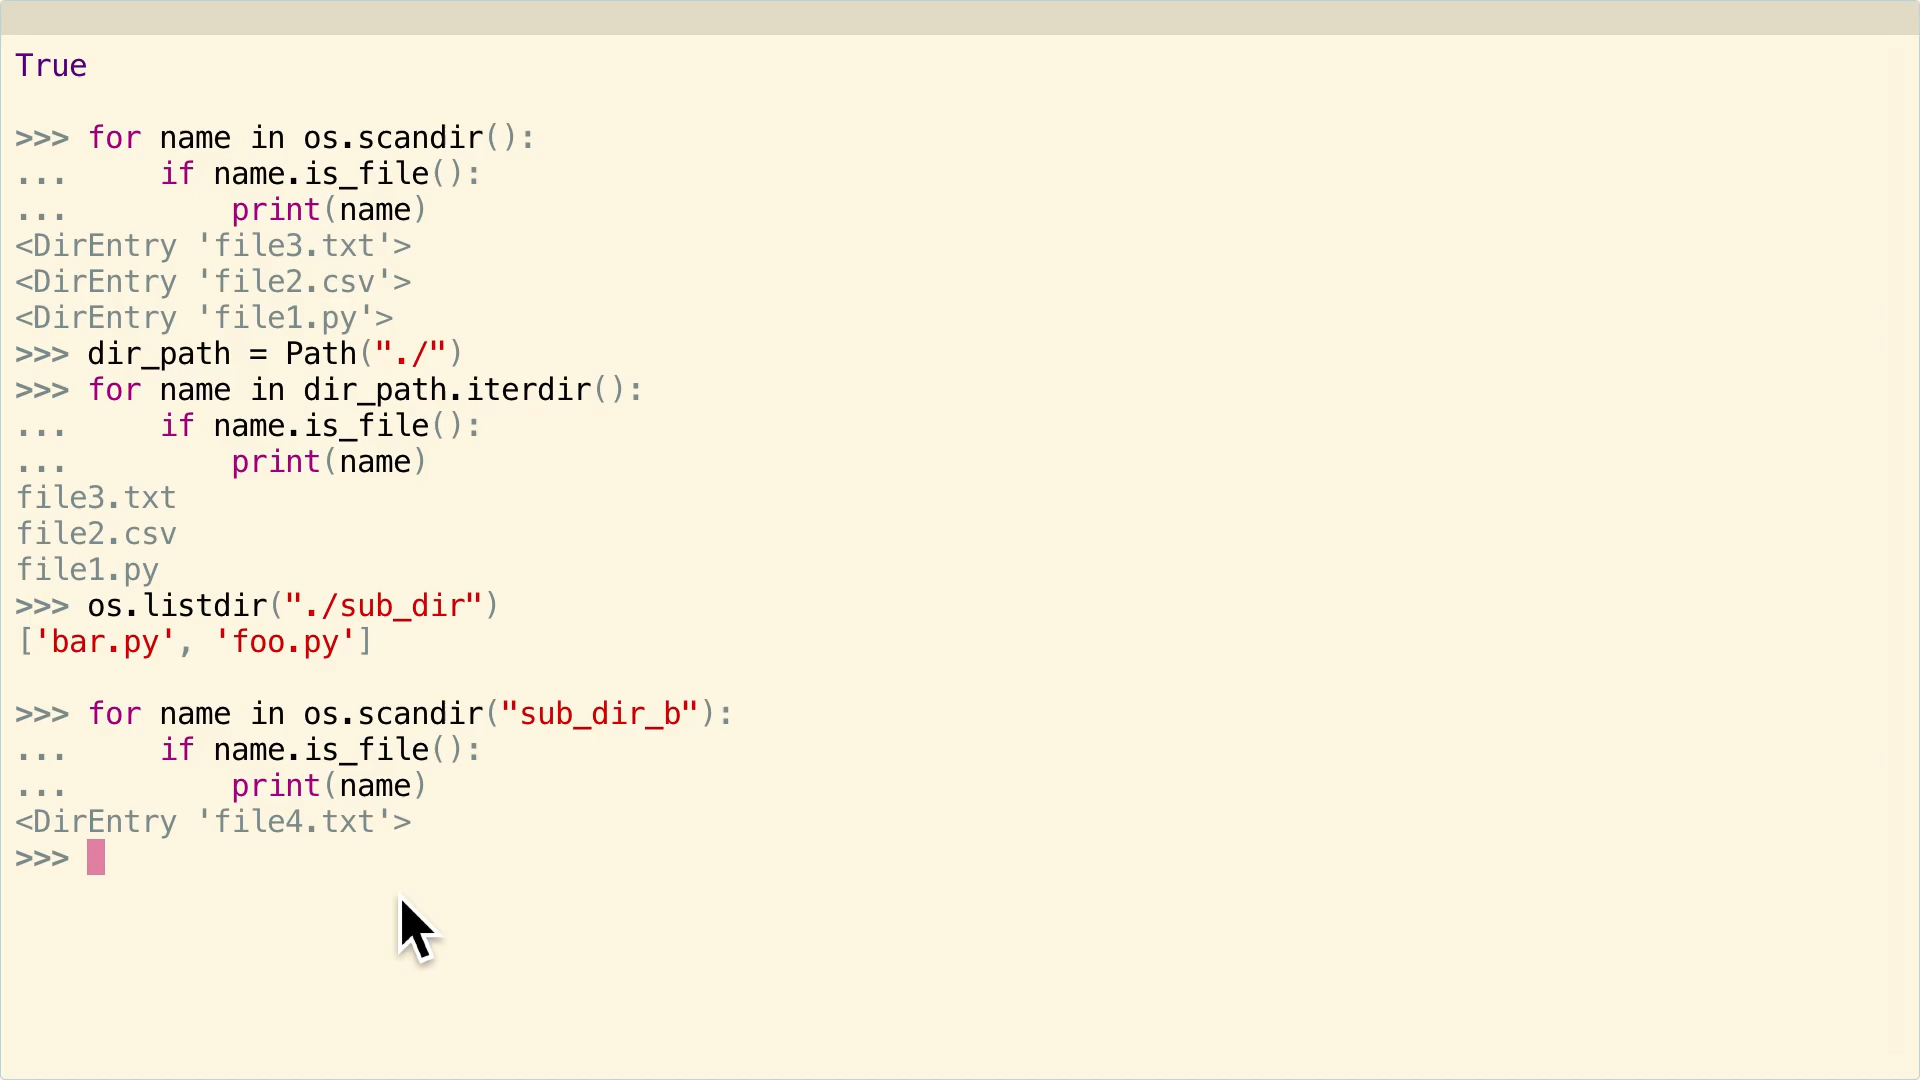 True
>>> for name in os.scandir():
...     if name.is_file():
...         print(name)
<DirEntry 'file3.txt'>
<DirEntry 'file2.csv'>
<DirEntry 'file1.py'>
>>> dir_path = Path("./")
>>> for name in dir_path.iterdir():
...     if name.is_file():
...         print(name)
file3.txt
file2.csv
file1.py
>>> os.listdir("./sub_dir")
['bar.py', 'foo.py']
>>> for name in os.scandir("sub_dir_b"):
...     if name.is_file():
...         print(name)
<DirEntry 'file4.txt'>
>>>